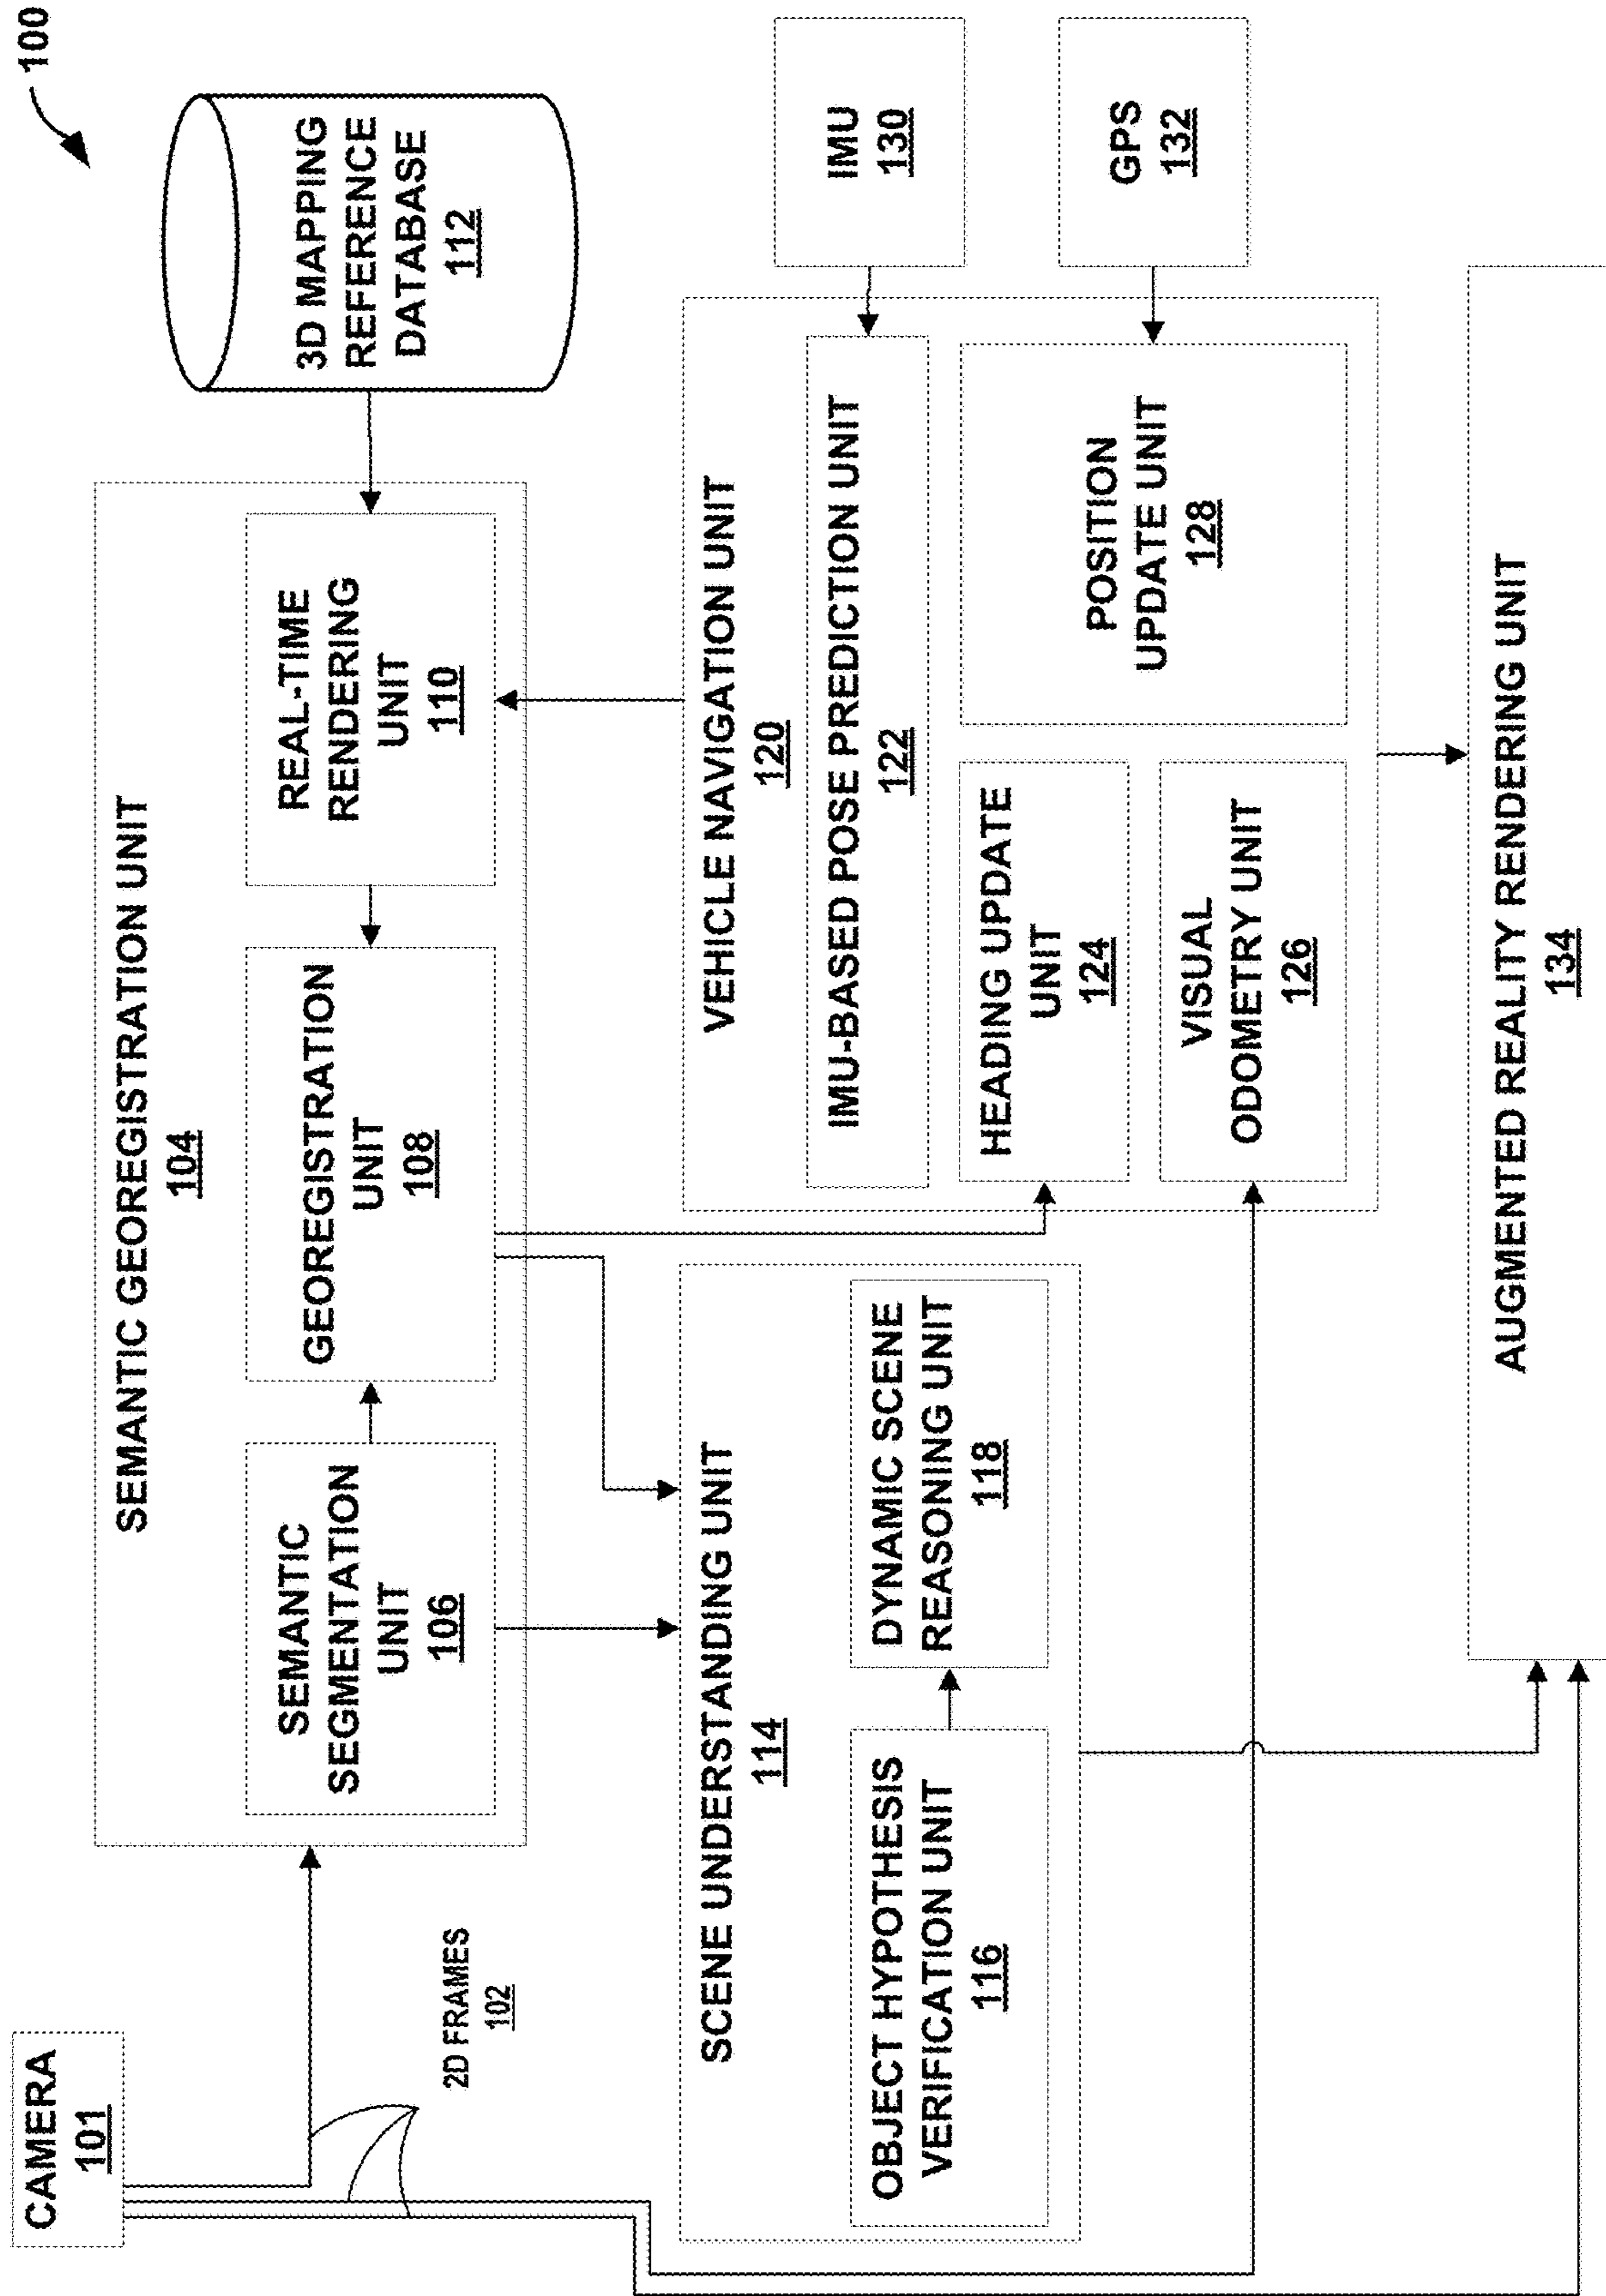 100
CAMERA
101
2D FRAMES
102
SEMANTIC GEOREGISTRATION UNIT
104
SEMANTIC
SEGMENTATION
UNIT
106
GEOREGISTRATION
UNIT
108
REAL-TIME
RENDERING
UNIT
110
3D MAPPING
REFERENCE
DATABASE
112
SCENE UNDERSTANDING UNIT
114
OBJECT HYPOTHESIS
VERIFICATION UNIT
116
DYNAMIC SCENE
REASONING UNIT
118
VEHICLE NAVIGATION UNIT
120
IMU-BASED POSE PREDICTION UNIT
122
HEADING UPDATE
UNIT
124
VISUAL
ODOMETRY UNIT
126
POSITION
UPDATE UNIT
128
IMU
130
GPS
132
AUGMENTED REALITY RENDERING UNIT
134